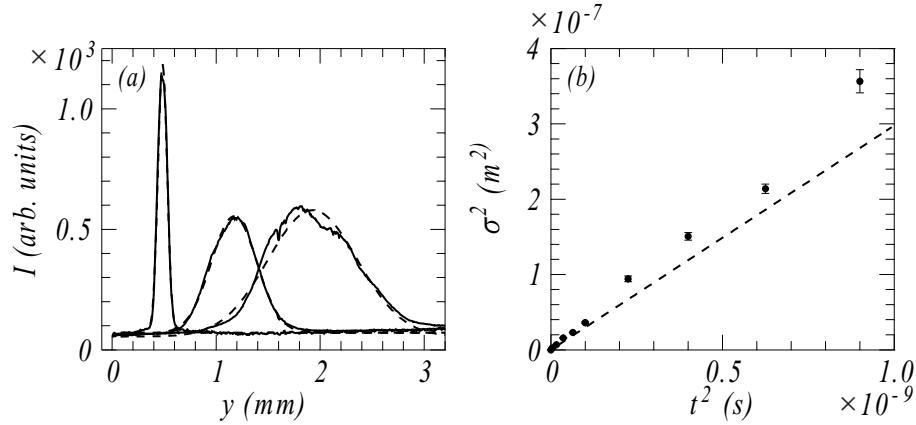 × 10³
(a)
1.0
0.5
0
I (arb. units)
0 1 2 3
y (mm)
× 10⁻⁷
(b)
4
3
2
1
0
σ² (m²)
0 0.5 1.0
t² (s) ×10⁻⁹